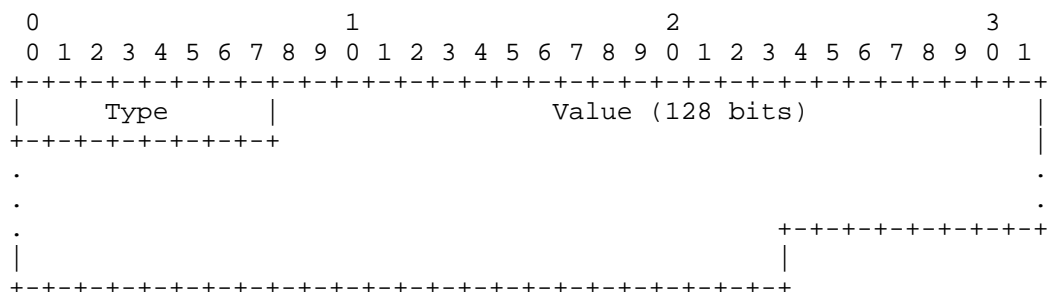 0                   1                   2                   3
 0 1 2 3 4 5 6 7 8 9 0 1 2 3 4 5 6 7 8 9 0 1 2 3 4 5 6 7 8 9 0 1
+-+-+-+-+-+-+-+-+-+-+-+-+-+-+-+-+-+-+-+-+-+-+-+-+-+-+-+-+-+-+-+-+
|     Type      |                 Value (128 bits)              |
+-+-+-+-+-+-+-+-+                                               |
.                                                               .
.                                                               .
.                                               +-+-+-+-+-+-+-+-+
|                                               |
+-+-+-+-+-+-+-+-+-+-+-+-+-+-+-+-+-+-+-+-+-+-+-+-+